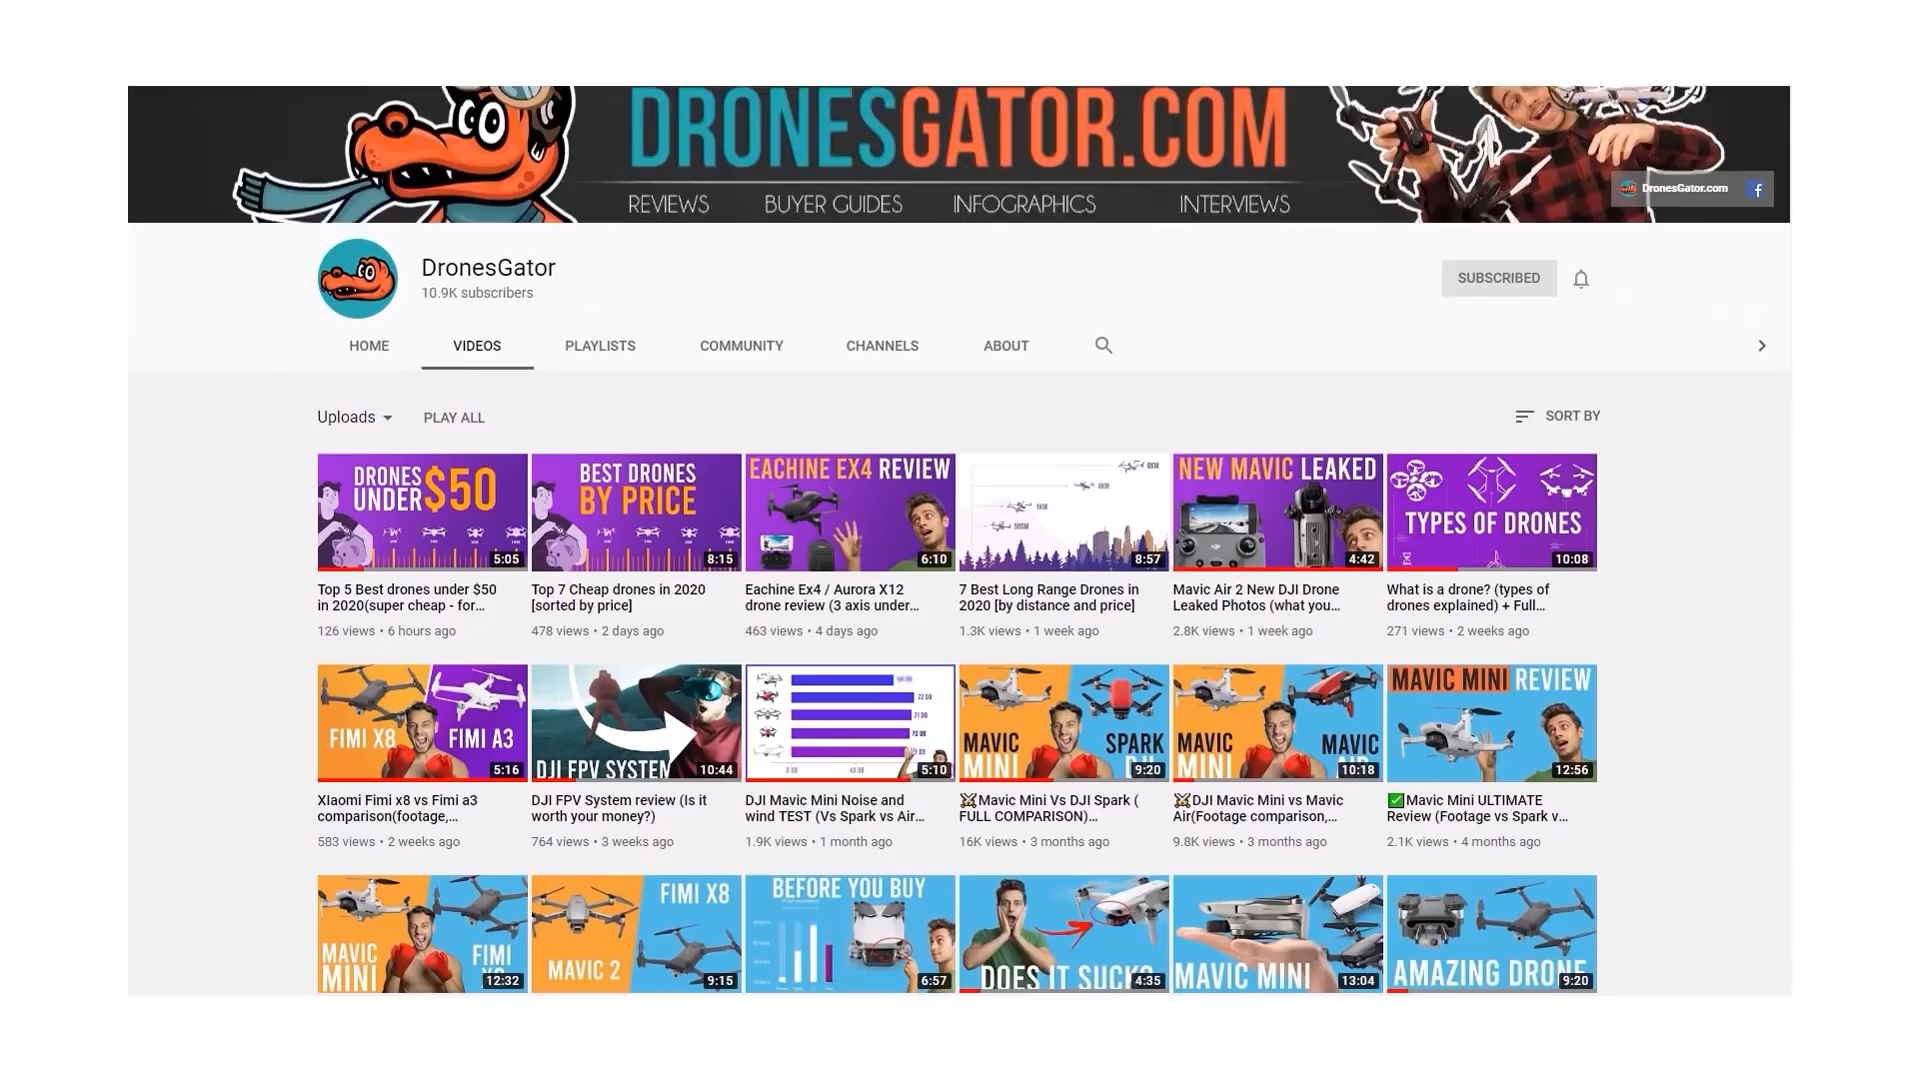 DRONESGATOR.COM
REVIEWS BUYER GUIDES INFOGRAPHICS INTERVIEWS
DronesGator.com
DronesGator
10.9K subscribers
SUBSCRIBED
HOME VIDEOS PLAYLISTS COMMUNITY CHANNELS ABOUT
Uploads PLAY ALL SORT BY
DRONES
UNDER $50
5:05
BEST DRONES
BY PRICE
8:15
EACHINE EX4 REVIEW
6:10
8KM
4KM
1KM
500M
8:57
NEW MAVIC LEAKED
4:42
TYPES OF DRONES
10:08
Top 5 Best drones under $50
in 2020(super cheap - for...
126 views • 6 hours ago
Top 7 Cheap drones in 2020
[sorted by price]
478 views • 2 days ago
Eachine Ex4 / Aurora X12
drone review (3 axis under...
463 views • 4 days ago
7 Best Long Range Drones in
2020 [by distance and price]
1.3K views • 1 week ago
Mavic Air 2 New DJI Drone
Leaked Photos (what you...
2.8K views • 1 week ago
What is a drone? (types of
drones explained) + Full...
271 views • 2 weeks ago
FIMI X8 FIMI A3
5:16
DJI FPV SYSTEM
10:44
72 DB
71 DB
70 DB
5:10
MAVIC
MINI
SPARK
9:20
MAVIC
MINI
MAVIC
10:18
MAVIC MINI REVIEW
12:56
XIaomi Fimi x8 vs Fimi a3
comparison(footage,...
583 views • 2 weeks ago
DJI FPV System review (Is it
worth your money?)
764 views • 3 weeks ago
DJI Mavic Mini Noise and
wind TEST (Vs Spark vs Air...
1.9K views • 1 month ago
⚔Mavic Mini Vs DJI Spark (
FULL COMPARISON)...
16K views • 3 months ago
⚔DJI Mavic Mini vs Mavic
Air(Footage comparison,...
9.8K views • 3 months ago
✅Mavic Mini ULTIMATE
Review (Footage vs Spark v...
2.1K views • 4 months ago
MAVIC
MINI
FIMI
12:32
FIMI X8
MAVIC 2
9:15
BEFORE YOU BUY
6:57
DOES IT SUCK?
4:35
MAVIC MINI
13:04
AMAZING DRONE
9:20